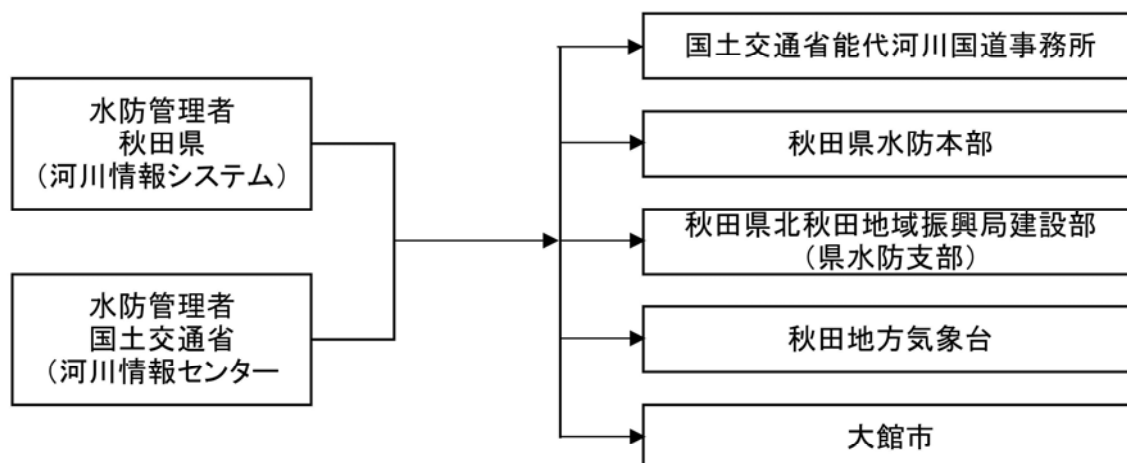 水防管理者
秋田県
（河川情報システム）
水防管理者
国土交通省
（河川情報センター
国土交通省能代河川国道事務所
秋田県水防本部
秋田県北秋田地域振興局建設部
（県水防支部）
秋田地方気象台
大館市